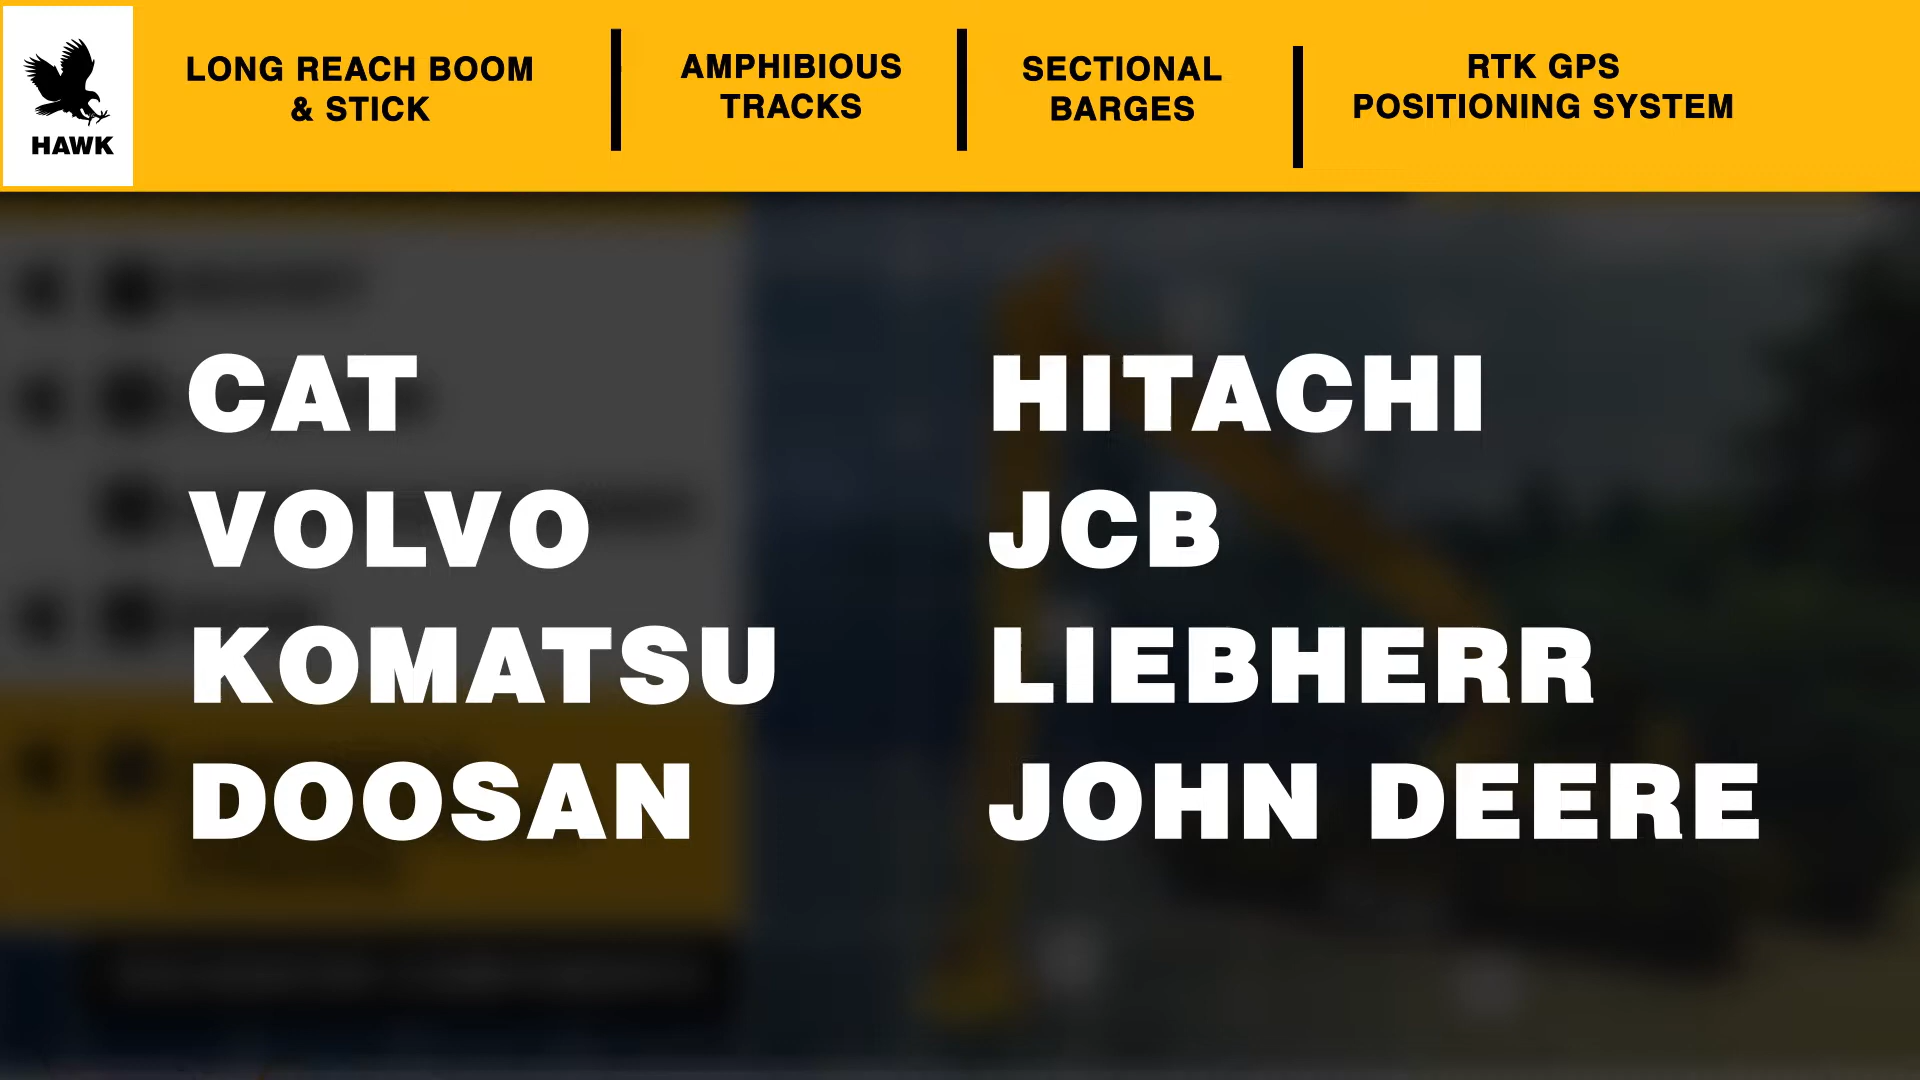 HAWK
LONG REACH BOOM
& STICK
AMPHIBIOUS
TRACKS
SECTIONAL
BARGES
RTK GPS
POSITIONING SYSTEM
CAT
VOLVO
KOMATSU
DOOSAN
HITACHI
JCB
LIEBHERR
JOHN DEERE